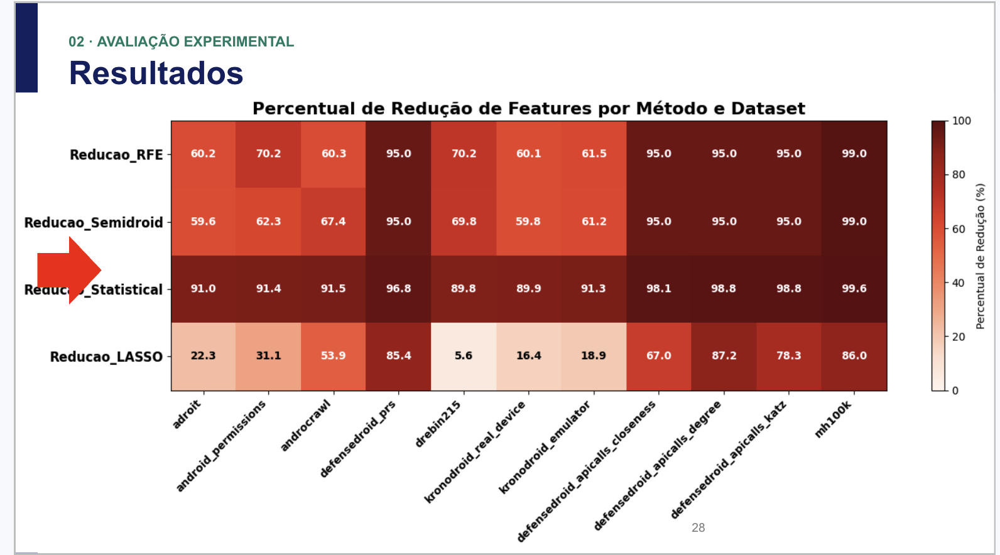 02 · AVALIAÇÃO EXPERIMENTAL
Resultados
Percentual de Redução de Features por Método e Dataset
Reducao_RFE 60.2 70.2 60.3 95.0 70.2 60.1 61.5 95.0 95.0 95.0 99.0
Reducao_Semidroid 59.6 62.3 67.4 95.0 69.8 59.8 61.2 95.0 95.0 95.0 99.0
Reducao_Statistical 91.0 91.4 91.5 96.8 89.8 89.9 91.3 98.1 98.8 98.8 99.6
Reducao_LASSO 22.3 31.1 53.9 85.4 5.6 16.4 18.9 67.0 87.2 78.3 86.0
adroit
android_permissions
androcrawl
defensedroid_prs
drebin215
kronodroid_real_device
kronodroid_emulator
defensedroid_apicalls_closeness
defensedroid_apicalls_degree
defensedroid_apicalls_katz
mh100k
100
80
60
40
20
0
Percentual de Redução (%)
28